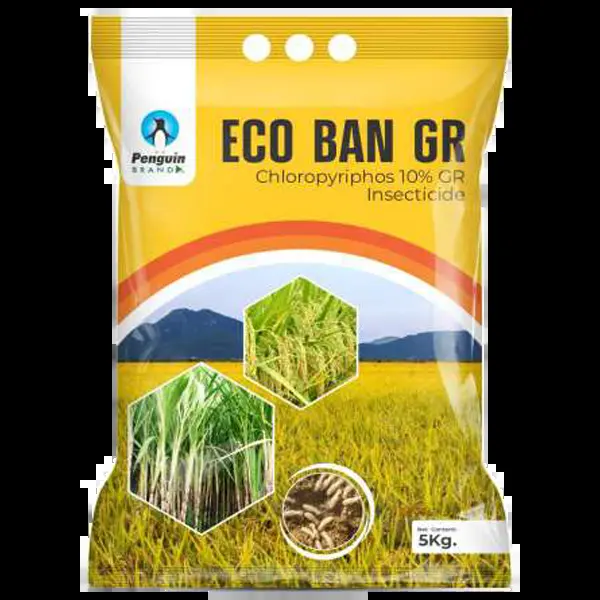 Penguin
BRAND
ECO BAN GR
Chloropyriphos 10% GR
Insecticide
Net Content:
5Kg.